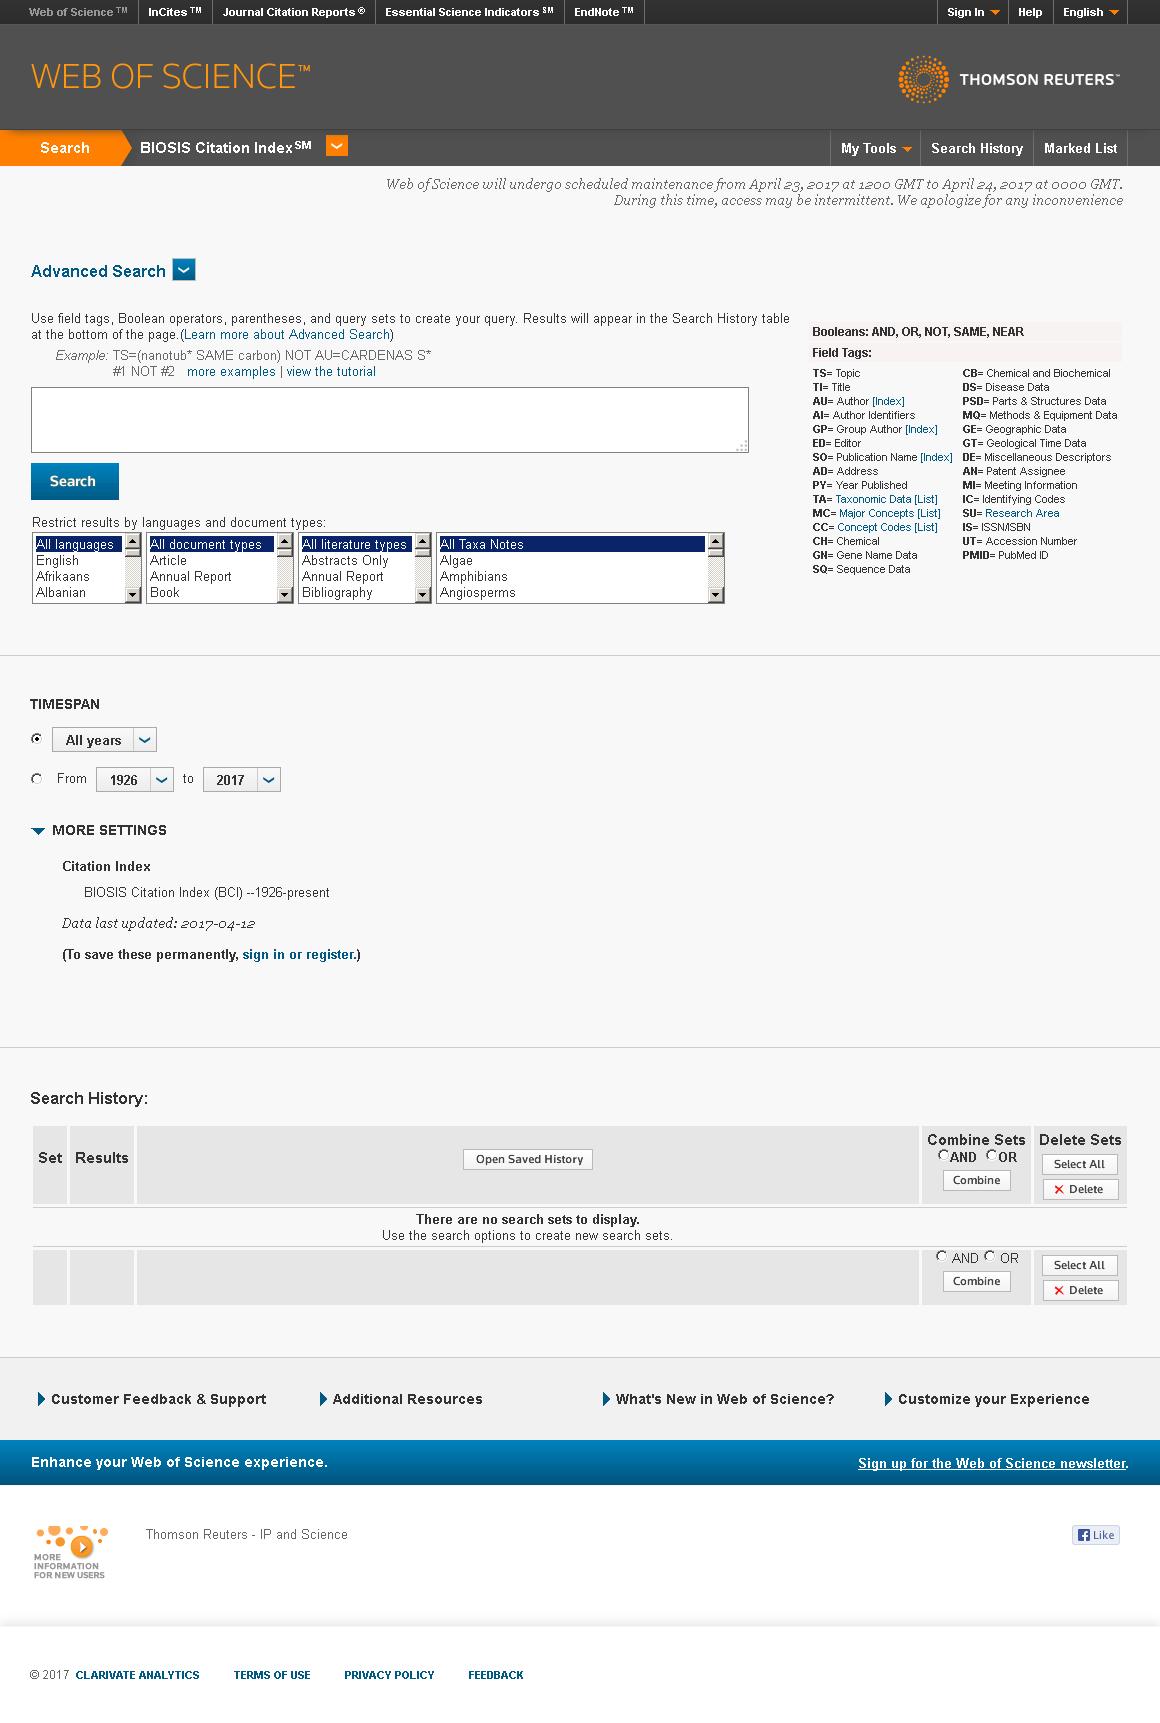 Web of Science ™ InCites ™ Journal Citation Reports ® Essential Science Indicators ℠ EndNote ™ Sign In Help English
WEB OF SCIENCE™
THOMSON REUTERS™
Search BIOSIS Citation Index℠ My Tools Search History Marked List
Web of Science will undergo scheduled maintenance from April 23, 2017 at 1200 GMT to April 24, 2017 at 0000 GMT.
During this time, access may be intermittent. We apologize for any inconvenience
Advanced Search
Use field tags, Boolean operators, parentheses, and query sets to create your query. Results will appear in the Search History table
at the bottom of the page.(Learn more about Advanced Search)
Example: TS=(nanotub* SAME carbon) NOT AU=CARDENAS S*
#1 NOT #2 more examples | view the tutorial
Search
Restrict results by languages and document types:
All languages
English
Afrikaans
Albanian
All document types
Article
Annual Report
Book
All literature types
Abstracts Only
Annual Report
Bibliography
All Taxa Notes
Algae
Amphibians
Angiosperms
Booleans: AND, OR, NOT, SAME, NEAR
Field Tags:
TS= Topic
TI= Title
AU= Author [Index]
AI= Author Identifiers
GP= Group Author [Index]
ED= Editor
SO= Publication Name [Index]
AD= Address
PY= Year Published
TA= Taxonomic Data [List]
MC= Major Concepts [List]
CC= Concept Codes [List]
CH= Chemical
GN= Gene Name Data
SQ= Sequence Data
CB= Chemical and Biochemical
DS= Disease Data
PSD= Parts & Structures Data
MQ= Methods & Equipment Data
GE= Geographic Data
GT= Geological Time Data
DE= Miscellaneous Descriptors
AN= Patent Assignee
MI= Meeting Information
IC= Identifying Codes
SU= Research Area
IS= ISSN/ISBN
UT= Accession Number
PMID= PubMed ID
TIMESPAN
All years
From 1926 to 2017
MORE SETTINGS
Citation Index
BIOSIS Citation Index (BCI) --1926-present
Data last updated: 2017-04-12
(To save these permanently, sign in or register.)
Search History:
Set Results Open Saved History
Combine Sets
AND OR
Combine
Delete Sets
Select All
Delete
There are no search sets to display.
Use the search options to create new search sets.
AND OR
Combine
Select All
Delete
Customer Feedback & Support Additional Resources What's New in Web of Science? Customize your Experience
Enhance your Web of Science experience. Sign up for the Web of Science newsletter.
MORE
INFORMATION
FOR NEW USERS
Thomson Reuters - IP and Science
Like
© 2017 CLARIVATE ANALYTICS TERMS OF USE PRIVACY POLICY FEEDBACK